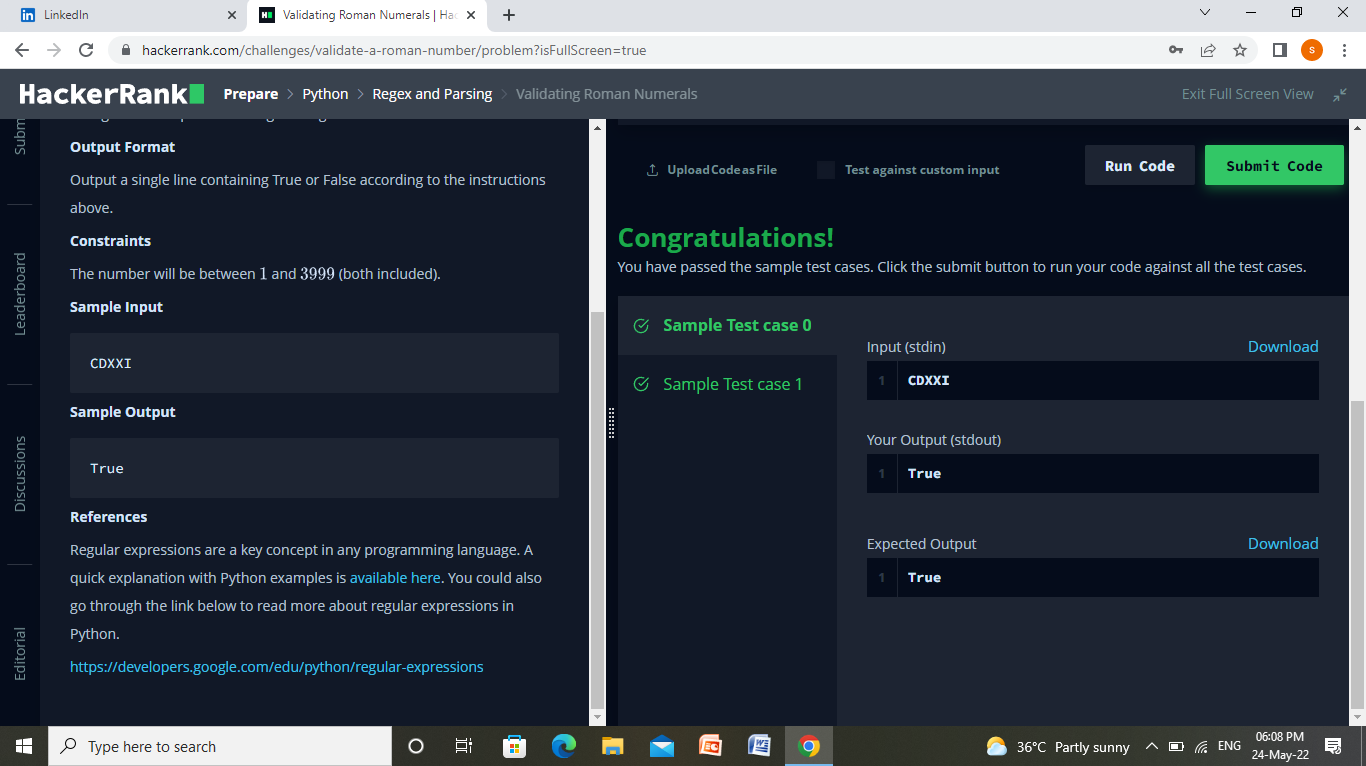 LinkedIn
Validating Roman Numerals | Hac
hackerrank.com/challenges/validate-a-roman-number/problem?isFullScreen=true
S
HackerRank
Prepare > Python > Regex and Parsing > Validating Roman Numerals
Exit Full Screen View
Subm
Leaderboard
Discussions
Editorial
Output Format
Output a single line containing True or False according to the instructions
above.
Constraints
The number will be between 1 and 3999 (both included).
Sample Input
CDXXI
Sample Output
True
References
Regular expressions are a key concept in any programming language. A
quick explanation with Python examples is available here. You could also
go through the link below to read more about regular expressions in
Python.
https://developers.google.com/edu/python/regular-expressions
Upload Code as File
Test against custom input
Run Code
Submit Code
Congratulations!
You have passed the sample test cases. Click the submit button to run your code against all the test cases.
Sample Test case 0
Sample Test case 1
Input (stdin)
Download
1 CDXXI
Your Output (stdout)
1 True
Expected Output
Download
1 True
Type here to search
36°C Partly sunny
ENG
06:08 PM
24-May-22